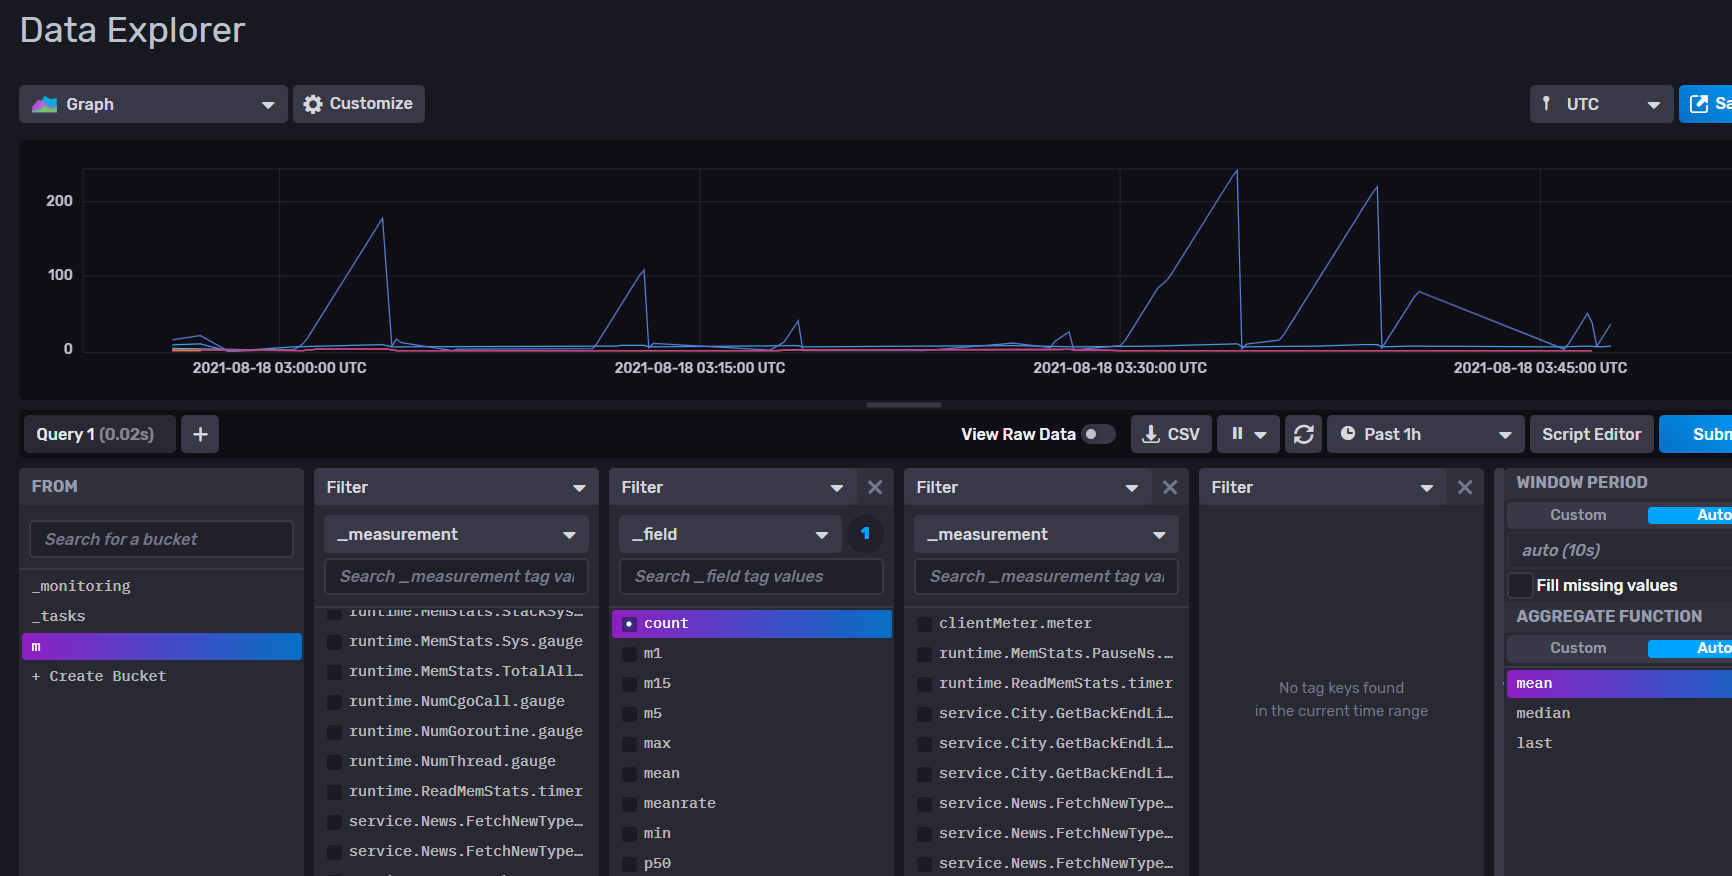 Data Explorer
Graph
Customize
UTC
Sa
200
100
0
2021-08-18 03:00:00 UTC
2021-08-18 03:15:00 UTC
2021-08-18 03:30:00 UTC
2021-08-18 03:45:00 UTC
Query 1 (0.02s)
+
View Raw Data
CSV
Past 1h
Script Editor
Subm
FROM
Search for a bucket
_monitoring
_tasks
m
+ Create Bucket
Filter
_measurement
Search _measurement tag val
runtime.MemStats.StackSys…
runtime.MemStats.Sys.gauge
runtime.MemStats.TotalAll…
runtime.NumCgoCall.gauge
runtime.NumGoroutine.gauge
runtime.NumThread.gauge
runtime.ReadMemStats.timer
service.News.FetchNewType…
service.News.FetchNewType…
Filter
_field
1
Search _field tag values
count
m1
m15
m5
max
mean
meanrate
min
p50
Filter
_measurement
Search _measurement tag val
clientMeter.meter
runtime.MemStats.PauseNs.…
runtime.ReadMemStats.timer
service.City.GetBackEndLi…
service.City.GetBackEndLi…
service.City.GetBackEndLi…
service.News.FetchNewType…
service.News.FetchNewType…
service.News.FetchNewType…
Filter
No tag keys found
in the current time range
WINDOW PERIOD
Custom
Auto
auto (10s)
Fill missing values
AGGREGATE FUNCTION
Custom
Auto
mean
median
last